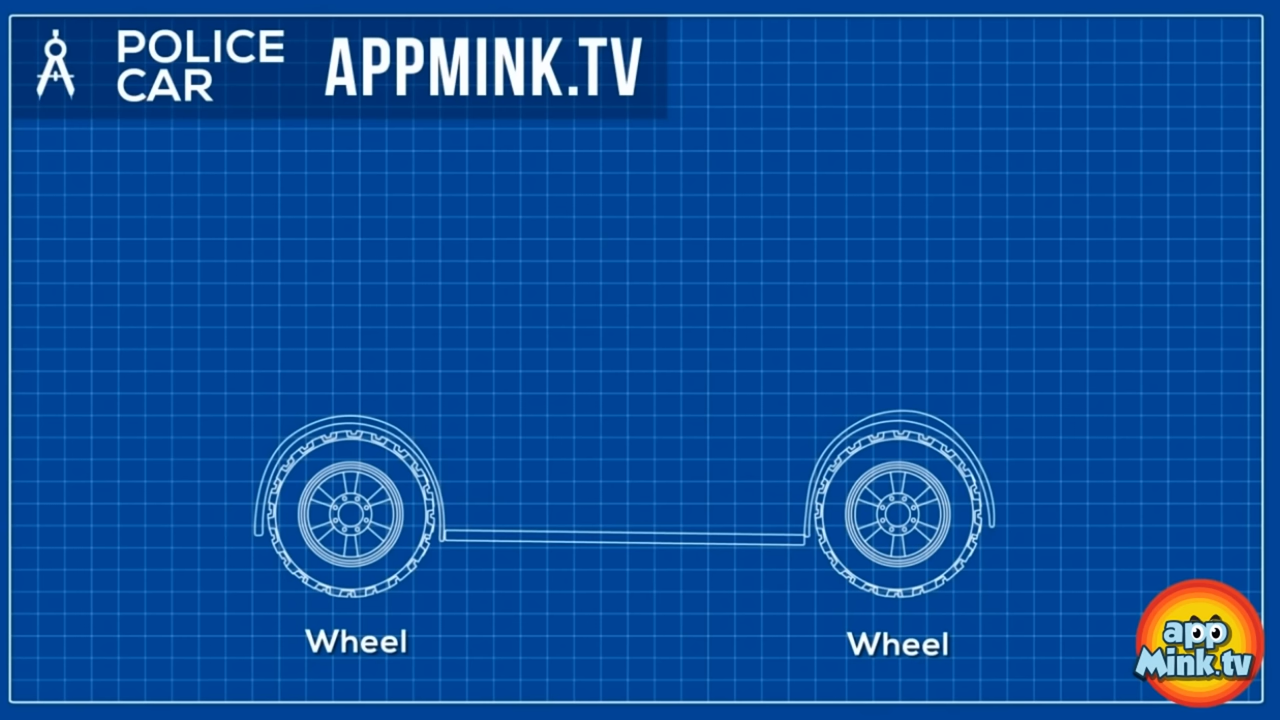 POLICE
CAR
APPMINK.TV
Wheel
Wheel
app
Mink.tv